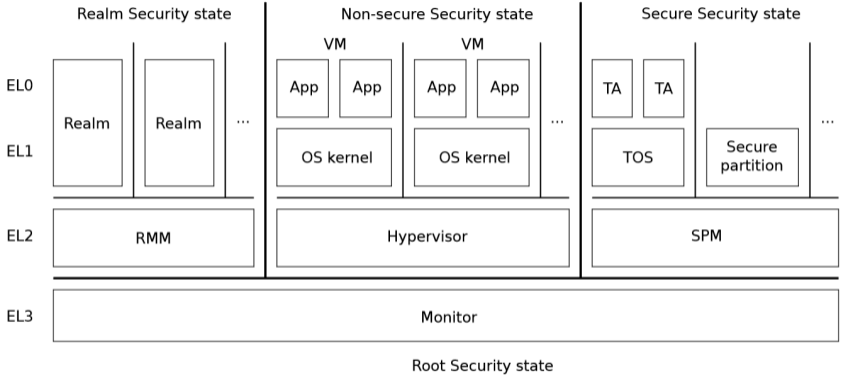 Realm Security state
Non-secure Security state
Secure Security state
VM
VM
EL0
App
App
App
App
TA
TA
Realm
Realm
...
...
...
EL1
OS kernel
OS kernel
TOS
Secure
partition
EL2
RMM
Hypervisor
SPM
EL3
Monitor
Root Security state